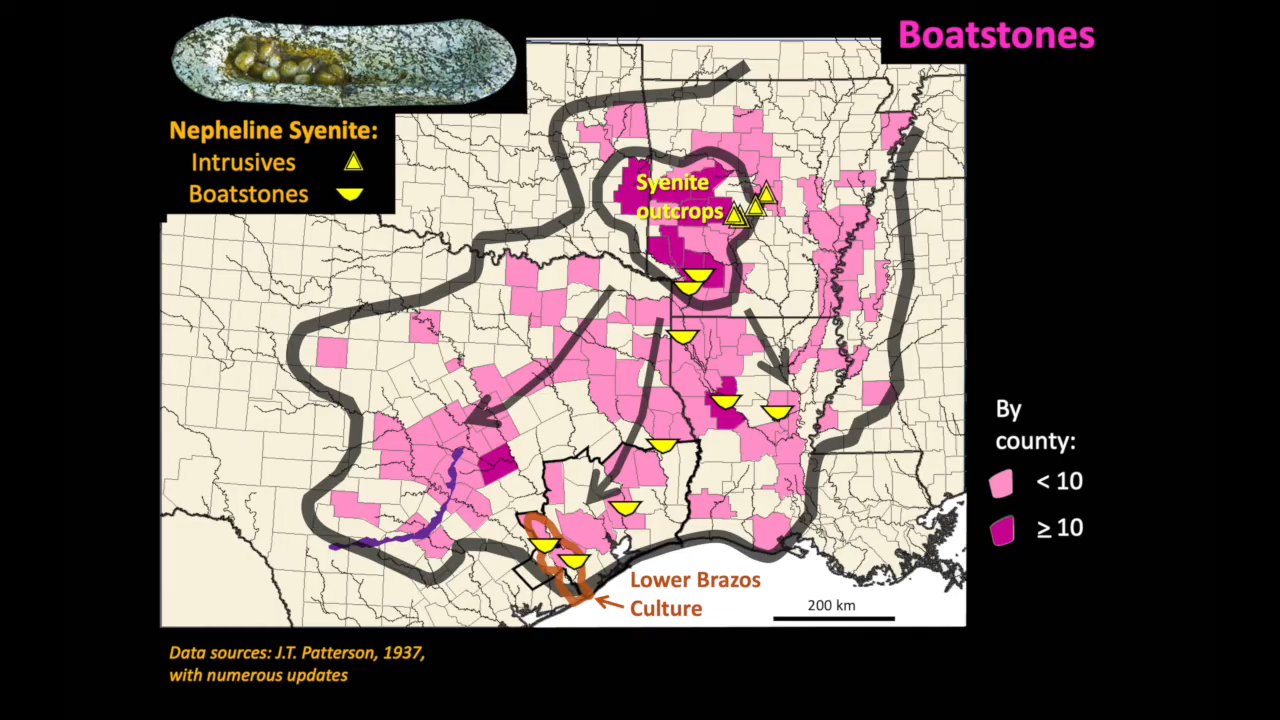 Boatstones
Nepheline Syenite:
Intrusives
Boatstones
Syenite
outcrops
By
county:
< 10
≥ 10
Lower Brazos
Culture
200 km
Data sources: J.T. Patterson, 1937,
with numerous updates